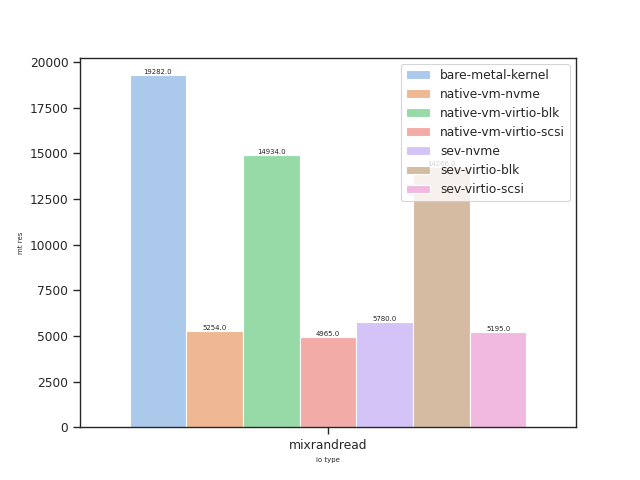 20000
17500
15000
12500
10000
7500
5000
2500
0
mt res
19282.0
5254.0
14934.0
4965.0
5780.0
5195.0
bare-metal-kernel
native-vm-nvme
native-vm-virtio-blk
native-vm-virtio-scsi
sev-nvme
sev-virtio-blk
sev-virtio-scsi
mixrandread
io type